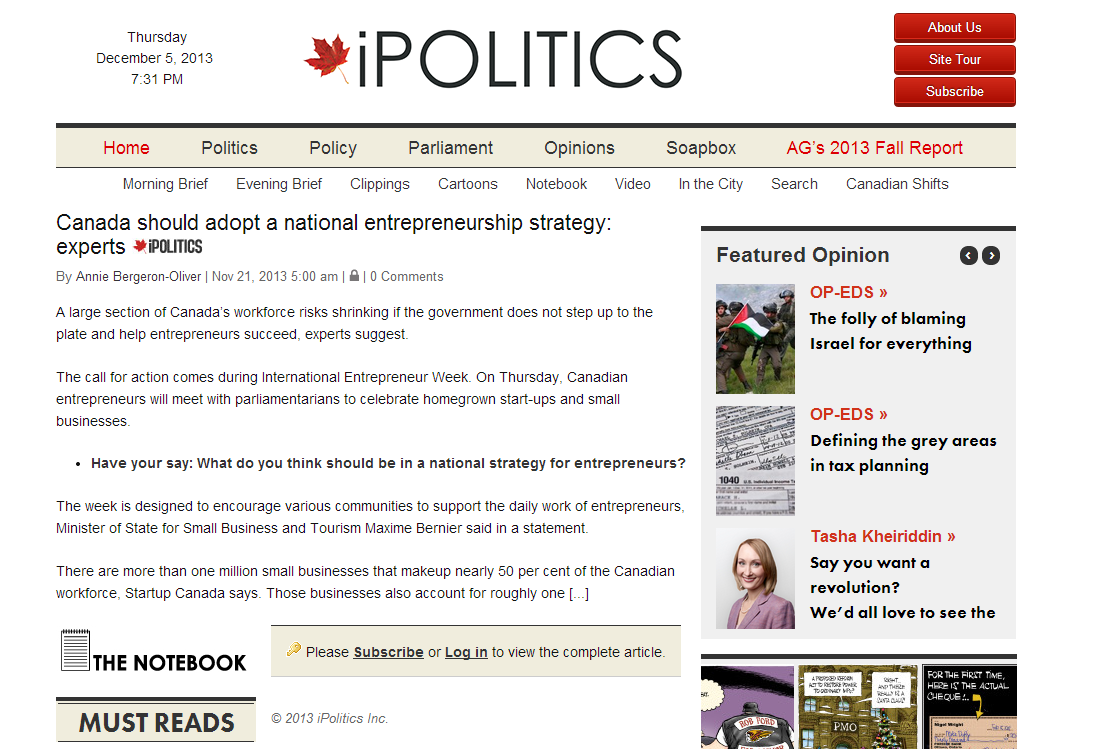 Thursday
December 5, 2013
7:31 PM
iPOLITICS
About Us
Site Tour
Subscribe
Home Politics Policy Parliament Opinions Soapbox AG's 2013 Fall Report
Morning Brief Evening Brief Clippings Cartoons Notebook Video In the City Search Canadian Shifts
Canada should adopt a national entrepreneurship strategy:
experts iPOLITICS
By Annie Bergeron-Oliver | Nov 21, 2013 5:00 am | | 0 Comments
A large section of Canada's workforce risks shrinking if the government does not step up to the
plate and help entrepreneurs succeed, experts suggest.
The call for action comes during International Entrepreneur Week. On Thursday, Canadian
entrepreneurs will meet with parliamentarians to celebrate homegrown start-ups and small
businesses.
• Have your say: What do you think should be in a national strategy for entrepreneurs?
The week is designed to encourage various communities to support the daily work of entrepreneurs,
Minister of State for Small Business and Tourism Maxime Bernier said in a statement.
There are more than one million small businesses that makeup nearly 50 per cent of the Canadian
workforce, Startup Canada says. Those businesses also account for roughly one [...]
THE NOTEBOOK
Please Subscribe or Log in to view the complete article.
MUST READS
© 2013 iPolitics Inc.
Featured Opinion
OP-EDS »
The folly of blaming
Israel for everything
OP-EDS »
Defining the grey areas
in tax planning
1040
Tasha Kheiriddin »
Say you want a
revolution?
We'd all love to see the
ROB FORD
A PROPOSED REFORM
ACT TO RESTORE POWER
TO ORDINARY MPs?
RIGHT...
AND THERE
REALLY IS A
SANTA CLAUS!
PMO
FOR THE FIRST TIME,
HERE IS THE ACTUAL
CHEQUE...
Nigel Wright